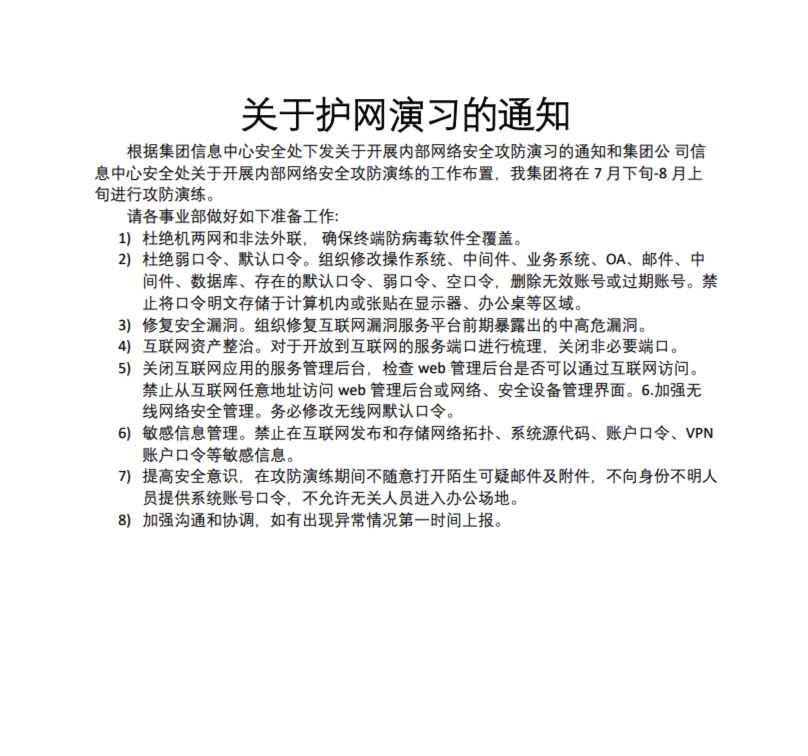 关于护网演习的通知
根据集团信息中心安全处下发关于开展内部网络安全攻防演习的通知和集团公 司信
息中心安全处关于开展内部网络安全攻防演练的工作布置，我集团将在 7 月下旬-8 月上
旬进行攻防演练。
请各事业部做好如下准备工作:
1) 杜绝机两网和非法外联， 确保终端防病毒软件全覆盖。
2) 杜绝弱口令、默认口令。组织修改操作系统、中间件、业务系统、OA、邮件、中
间件、数据库、存在的默认口令、弱口令、空口令，删除无效账号或过期账号。禁
止将口令明文存储于计算机内或张贴在显示器、办公桌等区域。
3) 修复安全漏洞。组织修复互联网漏洞服务平台前期暴露出的中高危漏洞。
4) 互联网资产整治。对于开放到互联网的服务端口进行梳理，关闭非必要端口。
5) 关闭互联网应用的服务管理后台，检查 web 管理后台是否可以通过互联网访问。
禁止从互联网任意地址访问 web 管理后台或网络、安全设备管理界面。6.加强无
线网络安全管理。务必修改无线网默认口令。
6) 敏感信息管理。禁止在互联网发布和存储网络拓扑、系统源代码、账户口令、VPN
账户口令等敏感信息。
7) 提高安全意识，在攻防演练期间不随意打开陌生可疑邮件及附件，不向身份不明人
员提供系统账号口令，不允许无关人员进入办公场地。
8) 加强沟通和协调，如有出现异常情况第一时间上报。